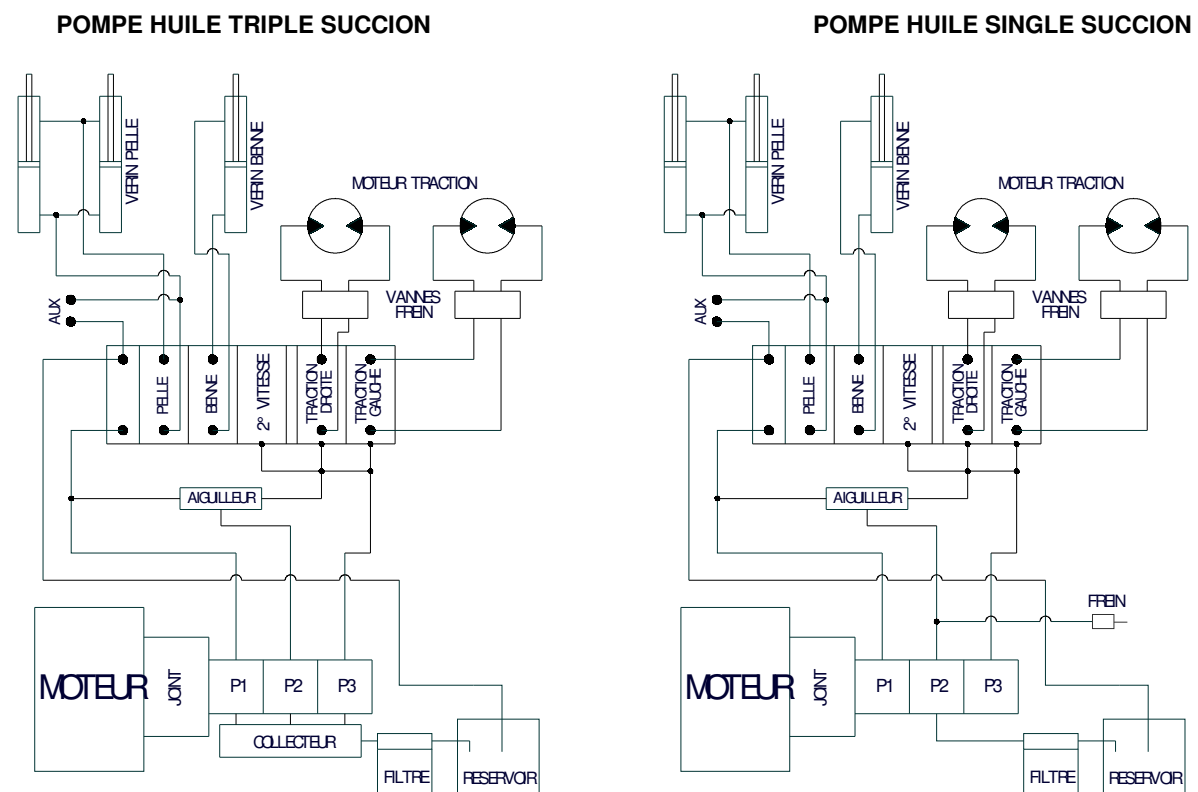 POMPE HUILE TRIPLE SUCCION
VERIN PELLE
VERIN BENNE
MOTEUR TRACTION
VANNES
FREIN
AUX
PELLE
BENNE
2° VITESSE
TRACTION
DROITE
TRACTION
GAUCHE
AIGUILLEUR
MOTEUR
JOINT
P1
P2
P3
COLLECTEUR
FILTRE
RESERVOIR
POMPE HUILE SINGLE SUCCION
VERIN PELLE
VERIN BENNE
MOTEUR TRACTION
VANNES
FREIN
AUX
PELLE
BENNE
2° VITESSE
TRACTION
DROITE
TRACTION
GAUCHE
AIGUILLEUR
FREIN
MOTEUR
JOINT
P1
P2
P3
FILTRE
RESERVOIR